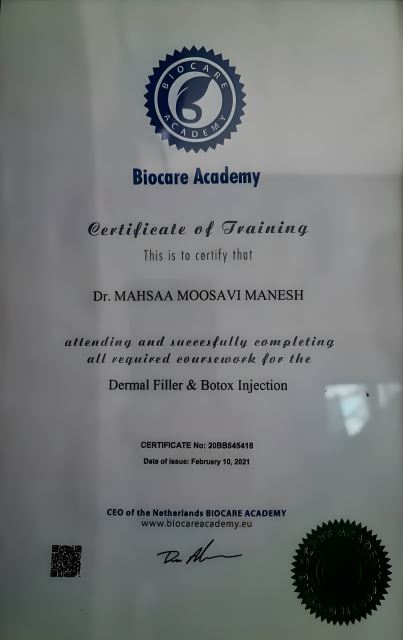 BIOCARE
ACADEMY
Biocare Academy
Certificate of Training
This is to certify that
Dr. MAHSAA MOOSAVI MANESH
attending and succesfully completing
all required coursework for the
Dermal Filler & Botox Injection
CERTIFICATE No: 20BB545418
Date of Issue: February 10, 2021
CEO of the Netherlands BIOCARE ACADEMY
www.biocareacademy.eu